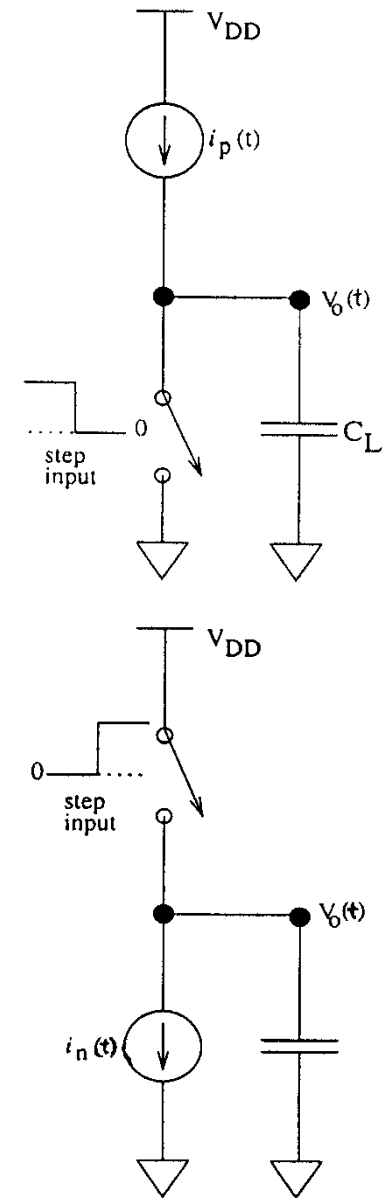 V_DD
i_p(t)
V_o(t)
0
step
input
C_L
V_DD
0
step
input
V_o(t)
i_n(t)